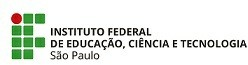 INSTITUTO FEDERAL
DE EDUCAÇÃO, CIÊNCIA E TECNOLOGIA
São Paulo